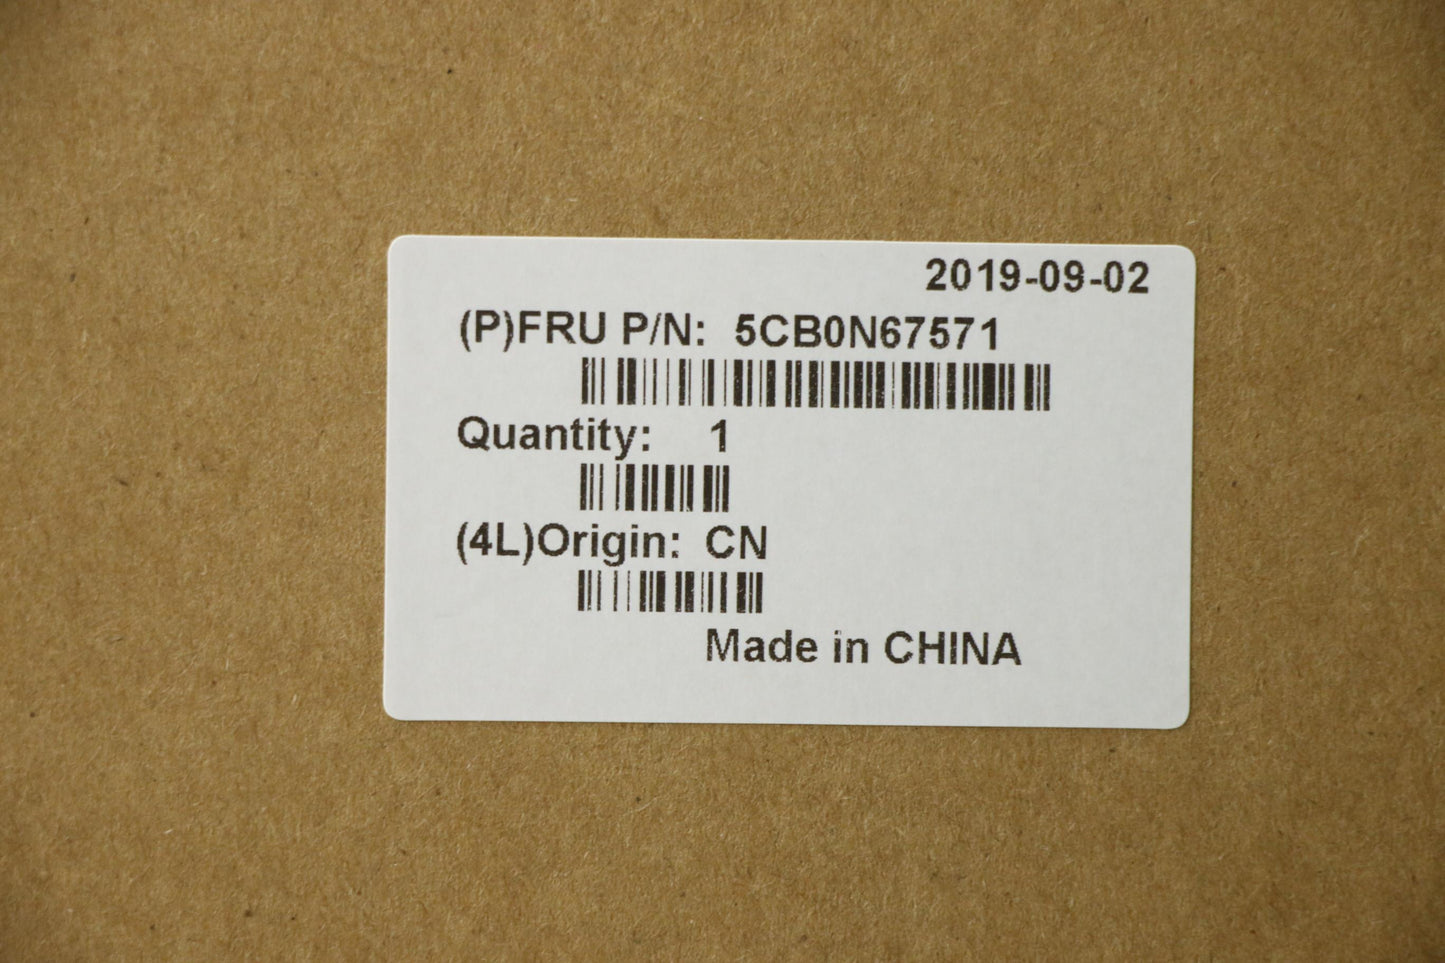 2019-09-02
(P)FRU P/N: 5CB0N67571
Quantity: 1
(4L)Origin: CN
Made in CHINA